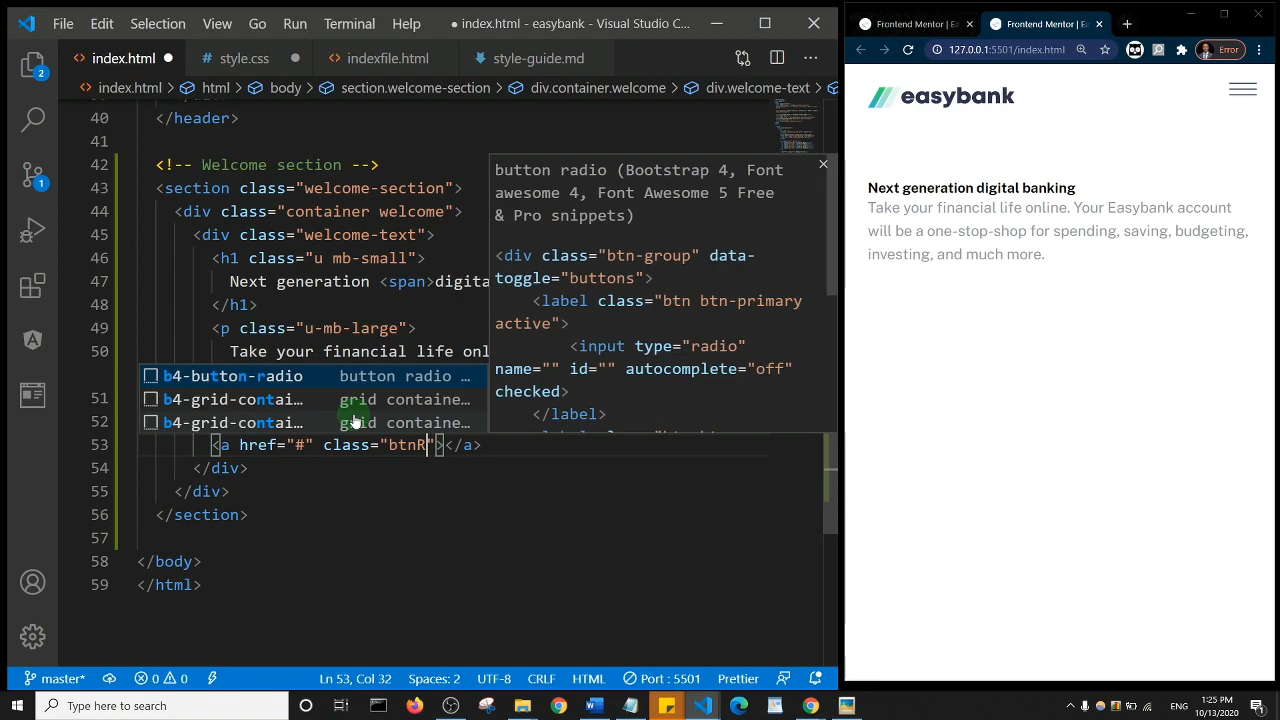 File
Edit
Selection
View
Go
Run
● index.html - easybank - Visual Studio C...
index.html
style.css
indexfile.html
style-guide.md
html
body
section.welcome-section
div.container.welcome
div.welcome-text
2
1
</header>
42 <!-- Welcome section -->
43 <section class="welcome-section">
44 <div class="container welcome">
45 <div class="welcome-text">
46 <h1 class="u mb-small">
47 Next generation <span>digita
48 </h1>
49 <p class="u-mb-large">
50 Take your financial life onl
51
52
53 <a href="#" class="btnR"></a>
54 </div>
55 </div>
56 </section>
57
58 </body>
59 </html>
b4-button-radio button radio …
b4-grid-contai… grid containe…
b4-grid-contai… grid containe…
button radio (Bootstrap 4, Font
awesome 4, Font Awesome 5 Free
& Pro snippets)
<div class="btn-group" data-
toggle="buttons">
<label class="btn btn-primary
active">
<input type="radio"
name="" id="" autocomplete="off"
checked>
</label>
master*
0
0
Ln 53, Col 32
Spaces: 2
UTF-8
CRLF
HTML
Port : 5501
Prettier
Frontend Mentor | Ea
Frontend Mentor | Ea
127.0.0.1:5501/index.html
Error
easybank
Next generation digital banking
Take your financial life online. Your Easybank account
will be a one-stop-shop for spending, saving, budgeting,
investing, and much more.
Type here to search
ENG
1:25 PM
10/13/2020
1